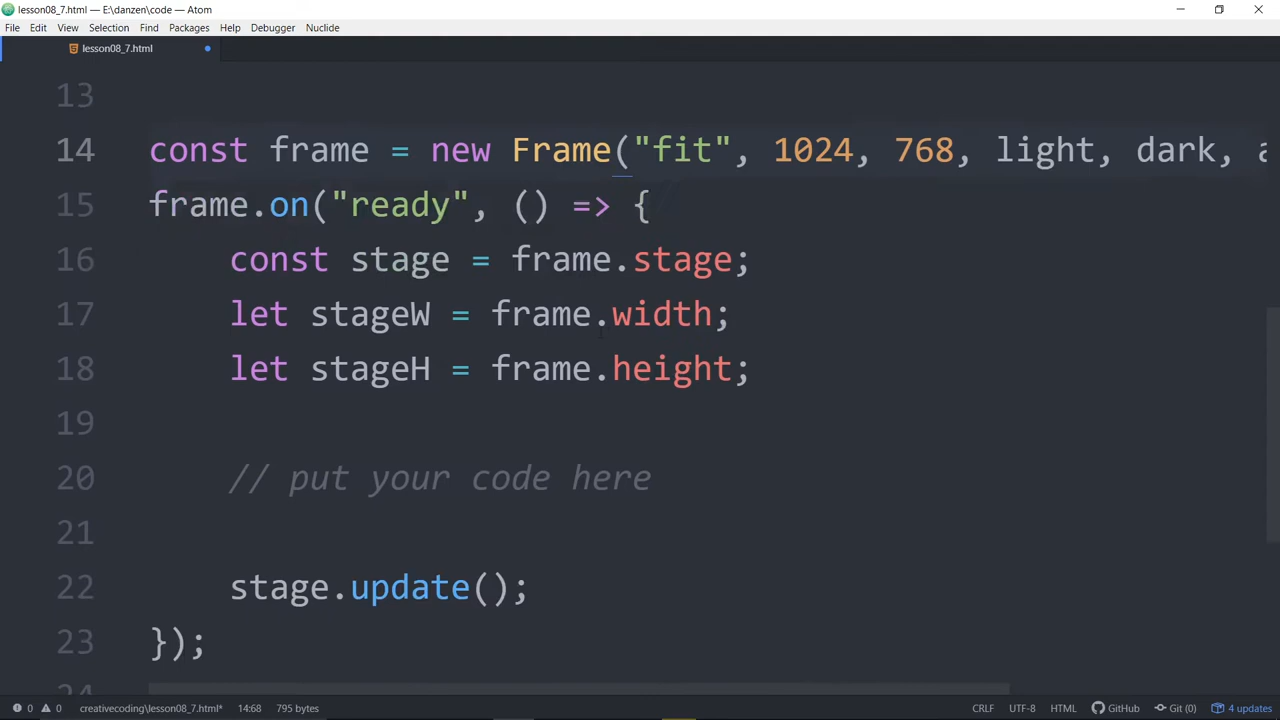 lesson08_7.html — E:\danzen\code — Atom
File Edit View Selection Find Packages Help Debugger Nuclide
lesson08_7.html
13
14 const frame = new Frame("fit", 1024, 768, light, dark, a
15 frame.on("ready", () => {
16 const stage = frame.stage;
17 let stageW = frame.width;
18 let stageH = frame.height;
19
20 // put your code here
21
22 stage.update();
23 });
24
0 0 creativecoding\lesson08_7.html* 14:68 795 bytes CRLF UTF-8 HTML GitHub Git (0) 4 updates